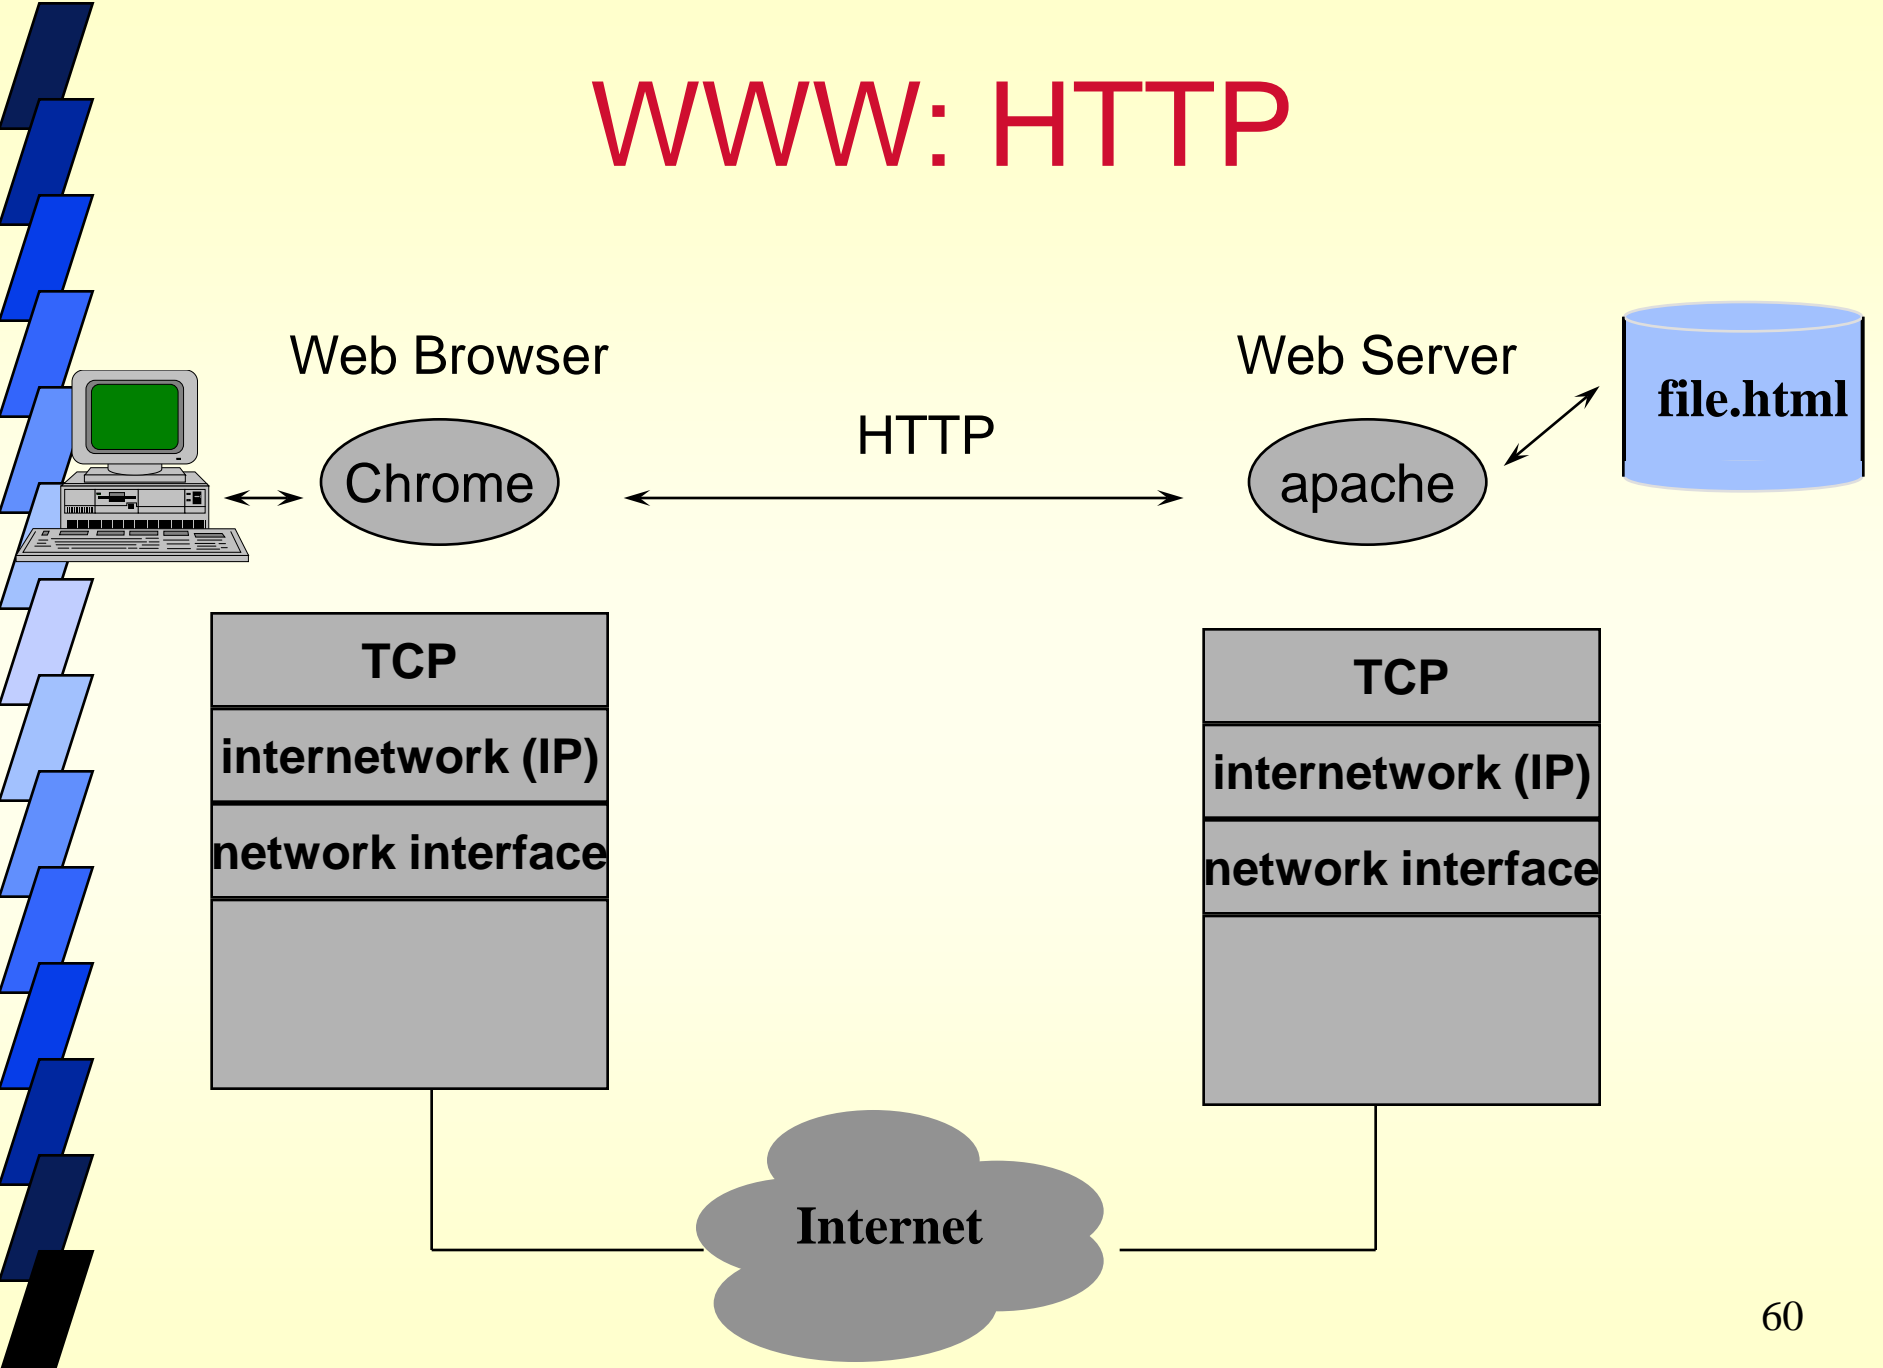 WWW: HTTP
Web Browser
Web Server
file.html
HTTP
Chrome
apache
TCP
internetwork (IP)
network interface
TCP
internetwork (IP)
network interface
Internet
60